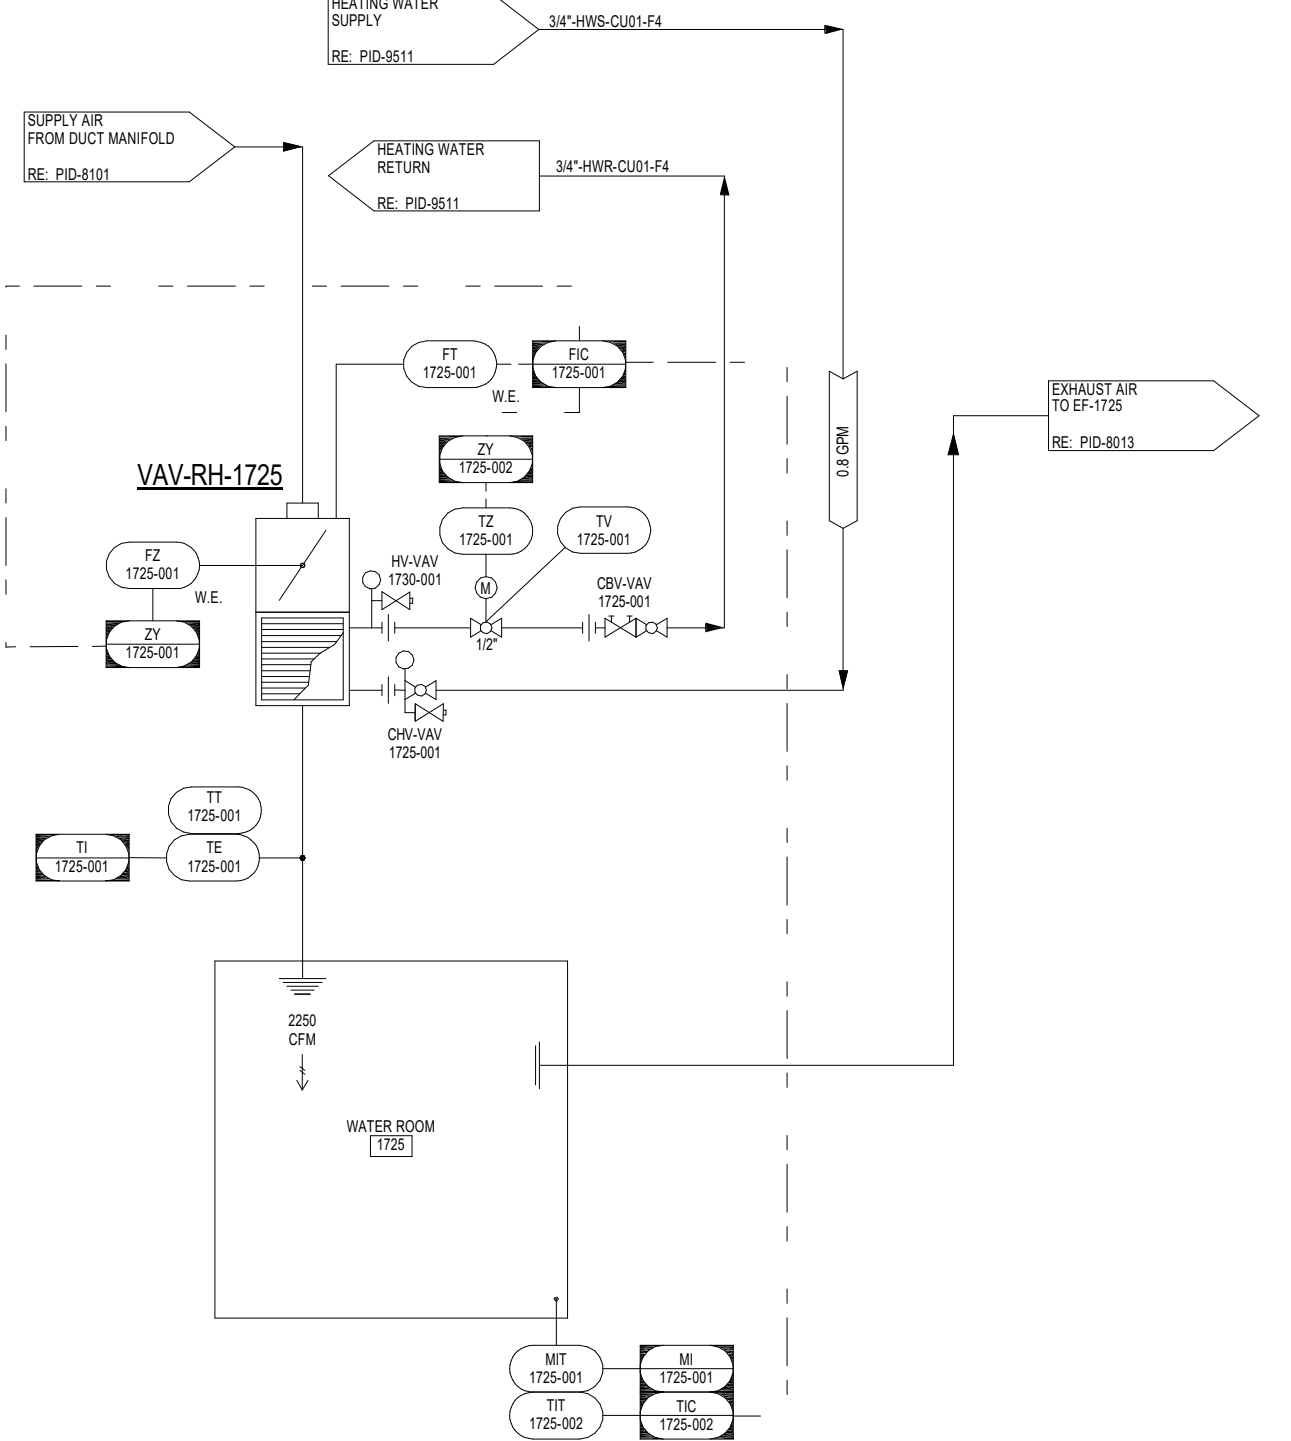 HEATING WATER
SUPPLY
RE: PID-9511
3/4"-HWS-CU01-F4
SUPPLY AIR
FROM DUCT MANIFOLD
RE: PID-8101
HEATING WATER
RETURN
RE: PID-9511
3/4"-HWR-CU01-F4
FT
1725-001
FIC
1725-001
W.E.
EXHAUST AIR
TO EF-1725
RE: PID-8013
0.8 GPM
ZY
1725-002
VAV-RH-1725
TZ
1725-001
TV
1725-001
FZ
1725-001
W.E.
HV-VAV
1730-001
M
CBV-VAV
1725-001
1/2"
ZY
1725-001
CHV-VAV
1725-001
TT
1725-001
TI
1725-001
TE
1725-001
2250
CFM
WATER ROOM
1725
MIT
1725-001
MI
1725-001
TIT
1725-002
TIC
1725-002